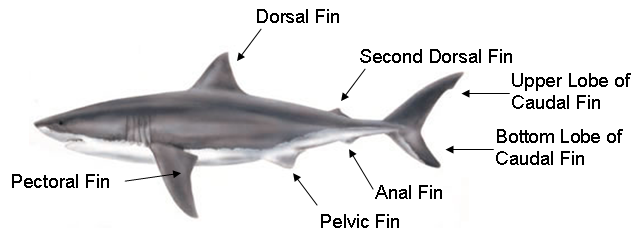 Dorsal Fin
Second Dorsal Fin
Upper Lobe of
Caudal Fin
Bottom Lobe of
Caudal Fin
Pectoral Fin
Anal Fin
Pelvic Fin